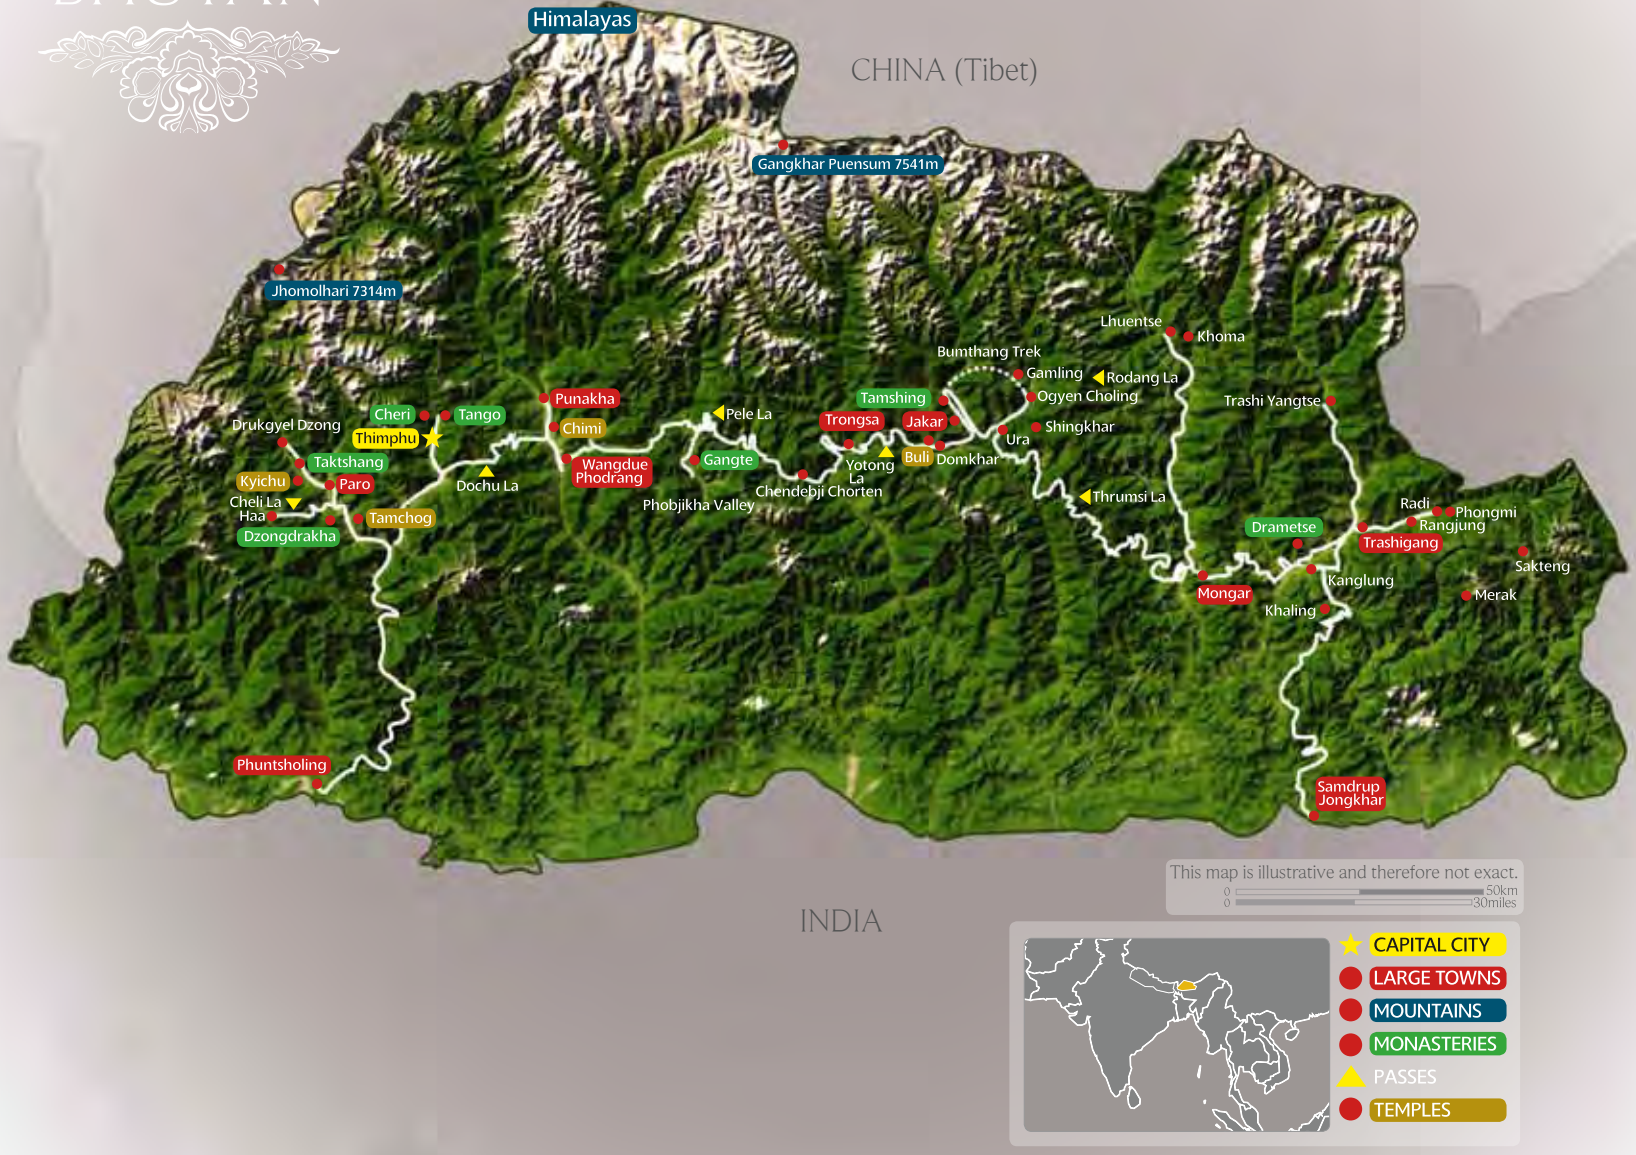 BHUTAN
Himalayas
CHINA (Tibet)
Gangkhar Puensum 7541m
Jhomolhari 7314m
Lhuentse
Khoma
Bumthang Trek
Gamling
Rodang La
Tamshing
Ogyen Choling
Trashi Yangtse
Punakha
Cheri
Tango
Pele La
Trongsa
Jakar
Drukgyel Dzong
Chimi
Shingkhar
Thimphu
Ura
Taktshang
Gangte
Buli
Domkhar
Wangdue
Phodrang
Yotong
La
Kyichu
Paro
Dochu La
Chendebji Chorten
Thrumsi La
Cheli La
Phobjikha Valley
Radi
Phongmi
Haa
Tamchog
Rangjung
Drametse
Dzongdrakha
Trashigang
Sakteng
Kanglung
Mongar
Merak
Khaling
Phuntsholing
Samdrup
Jongkhar
This map is illustrative and therefore not exact.
0 50km
0 30miles
INDIA
CAPITAL CITY
LARGE TOWNS
MOUNTAINS
MONASTERIES
PASSES
TEMPLES